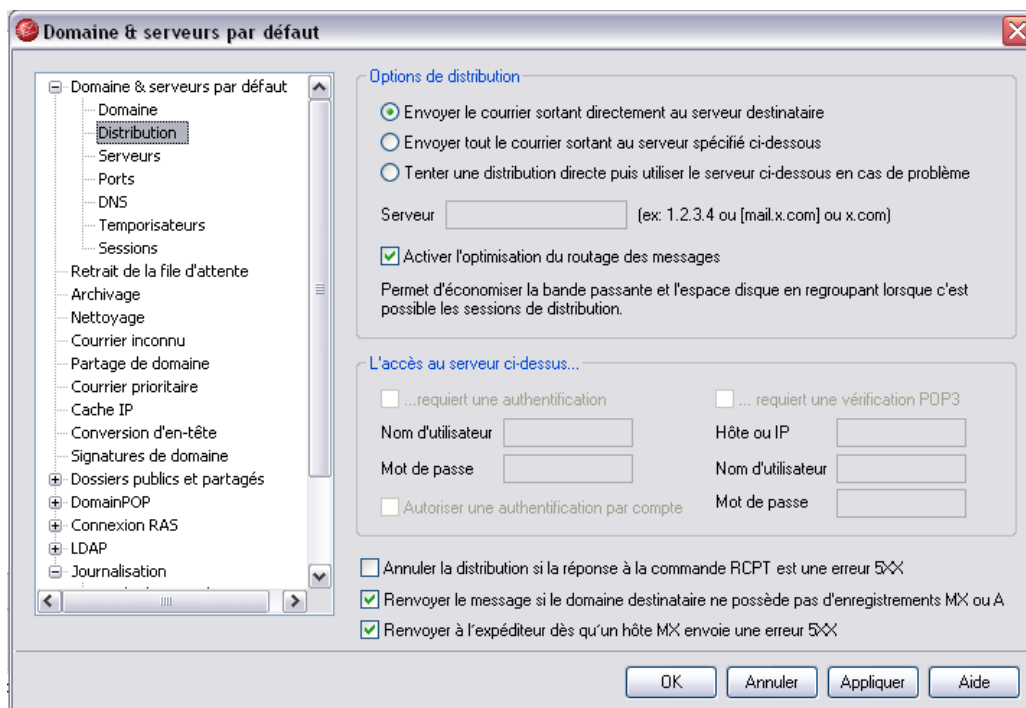 Domaine & serveurs par défaut
Domaine & serveurs par défaut
Domaine
Distribution
Serveurs
Ports
DNS
Temporisateurs
Sessions
Retrait de la file d'attente
Archivage
Nettoyage
Courrier inconnu
Partage de domaine
Courrier prioritaire
Cache IP
Conversion d'en-tête
Signatures de domaine
Dossiers publics et partagés
DomainPOP
Connexion RAS
LDAP
Journalisation
Options de distribution
Envoyer le courrier sortant directement au serveur destinataire
Envoyer tout le courrier sortant au serveur spécifié ci-dessous
Tenter une distribution directe puis utiliser le serveur ci-dessous en cas de problème
Serveur (ex: 1.2.3.4 ou [mail.x.com] ou x.com)
Activer l'optimisation du routage des messages
Permet d'économiser la bande passante et l'espace disque en regroupant lorsque c'est
possible les sessions de distribution.
L'accès au serveur ci-dessus...
...requiert une authentification
Nom d'utilisateur
Mot de passe
Autoriser une authentification par compte
... requiert une vérification POP3
Hôte ou IP
Nom d'utilisateur
Mot de passe
Annuler la distribution si la réponse à la commande RCPT est une erreur 5XX
Renvoyer le message si le domaine destinataire ne possède pas d'enregistrements MX ou A
Renvoyer à l'expéditeur dès qu'un hôte MX envoie une erreur 5XX
OK
Annuler
Appliquer
Aide